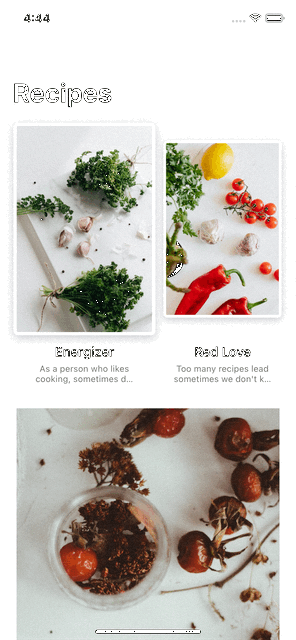 4:44
Recipes
Energizer
As a person who likes
cooking, sometimes d...
Red Love
Too many recipes lead
sometimes we don't k...